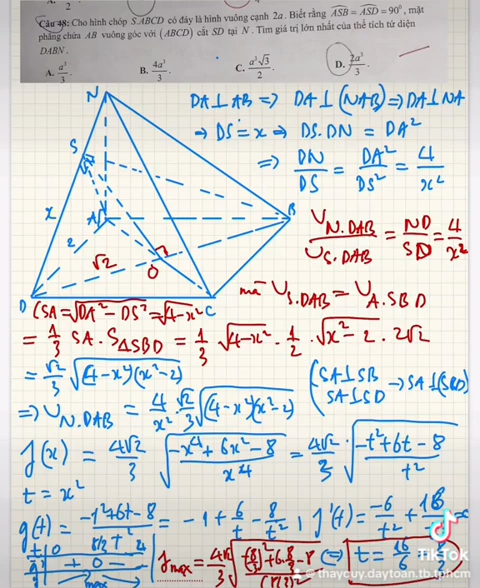 2
Câu 48: Cho hình chóp S.ABCD có đáy là hình vuông cạnh 2a. Biết rằng ASB = ASD = 90°, mặt
phẳng chứa AB vuông góc với (ABCD) cắt SD tại N. Tìm giá trị lớn nhất của thể tích tứ diện
DABN.
A. a³/3. B. 4a³/3. C. a³√3/2. D. 2a³/3.
N
S
x
A
2
√2
O
B
D
C
DA⊥AB => DA⊥(NAB) => DA⊥NA
→ DS = x → DS.DN = DA²
=> DN/DS = DA²/DS² = 4/x²
V N.DAB / V S.DAB = ND/SD = 4/x²
mà V S.DAB = V A.SBD
(SA = √DA² - DS² = √4-x²
= 1/3 SA.S ΔSBD = 1/3 √4-x² . 1/2 . √x²-2 . 2√2
= √2/3 √(4-x²)(x²-2)
(SA⊥SB
SA⊥SD → SA⊥(SBD)
=> V N.DAB = 4/x² . √2/3 √(4-x²)(x²-2)
f(x) = 4√2/3 √-x⁴+6x²-8/x⁴ = 4√2/3 . √-t²+6t-8/t²
t = x²
g(t) = -t²+6t-8/t² = -1 + 6/t - 8/t² , g'(t) = -6/t² +
TikTok
thayduy.daytoan.tb.tphcm